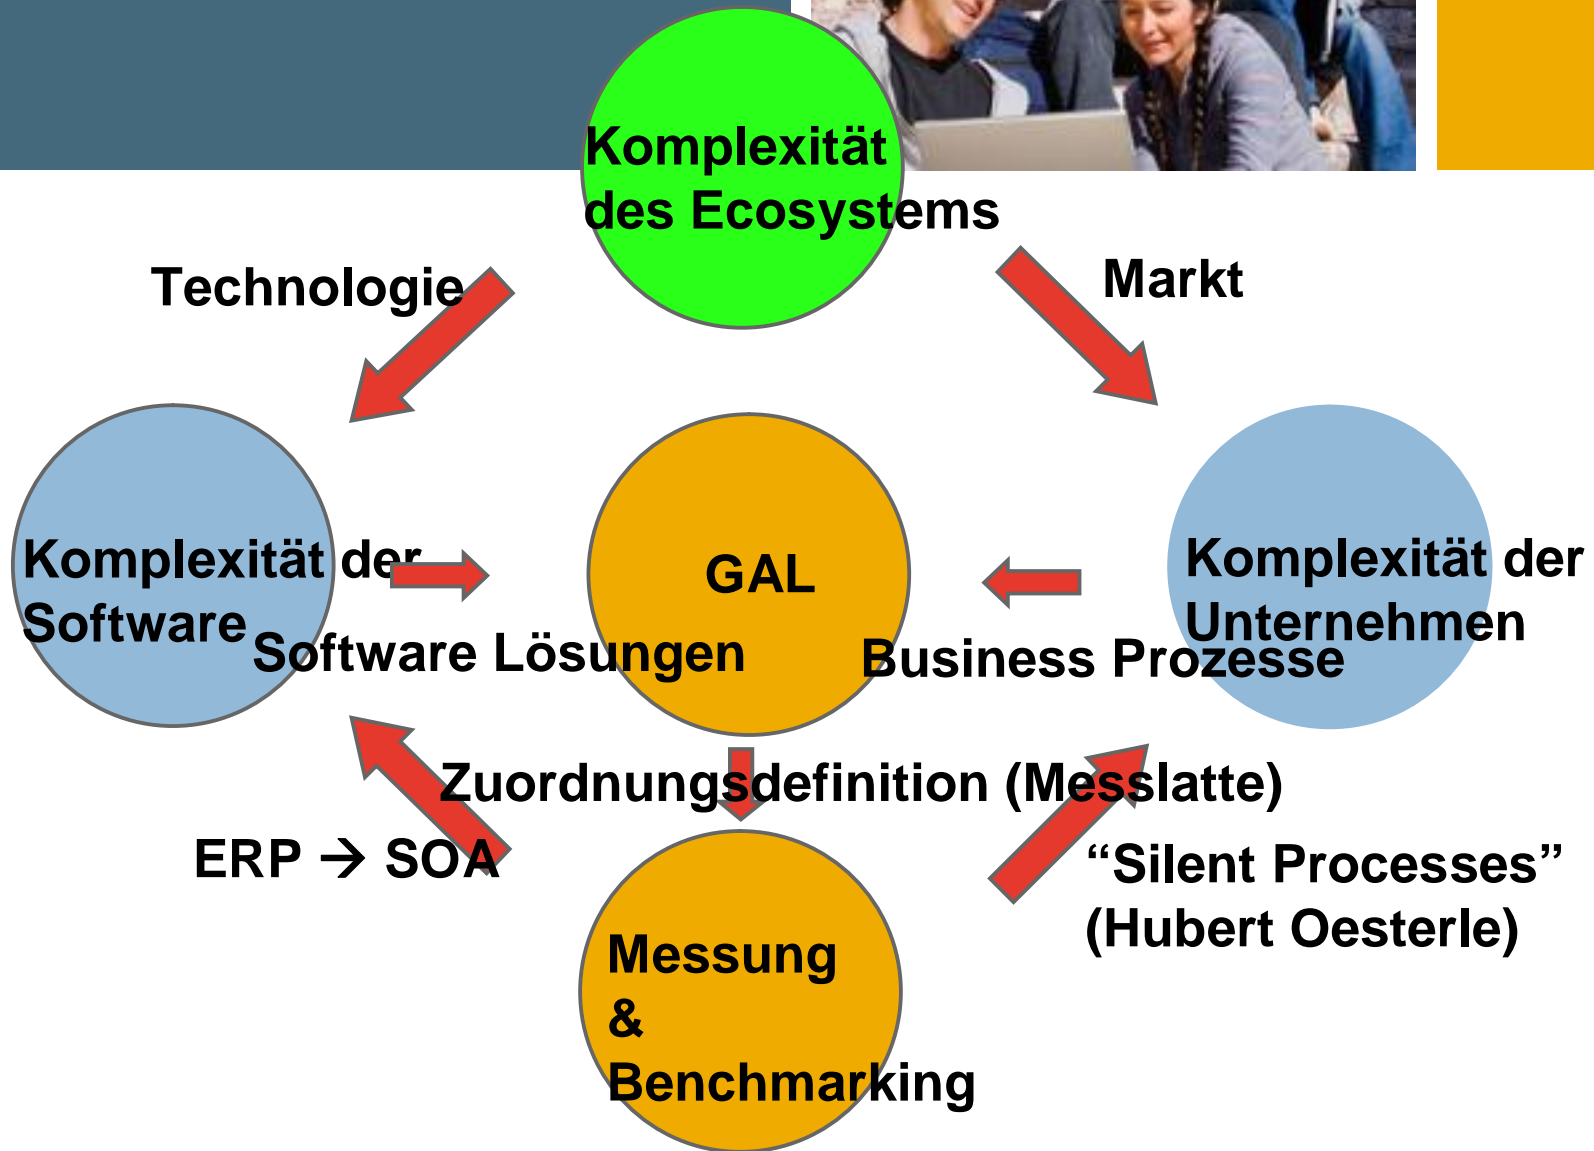 Komplexität
des Ecosystems
Technologie
Markt
Komplexität der
Software
GAL
Komplexität der
Unternehmen
Software Lösungen
Business Prozesse
Zuordnungsdefinition (Messlatte)
ERP → SOA
“Silent Processes”
(Hubert Oesterle)
Messung
&
Benchmarking